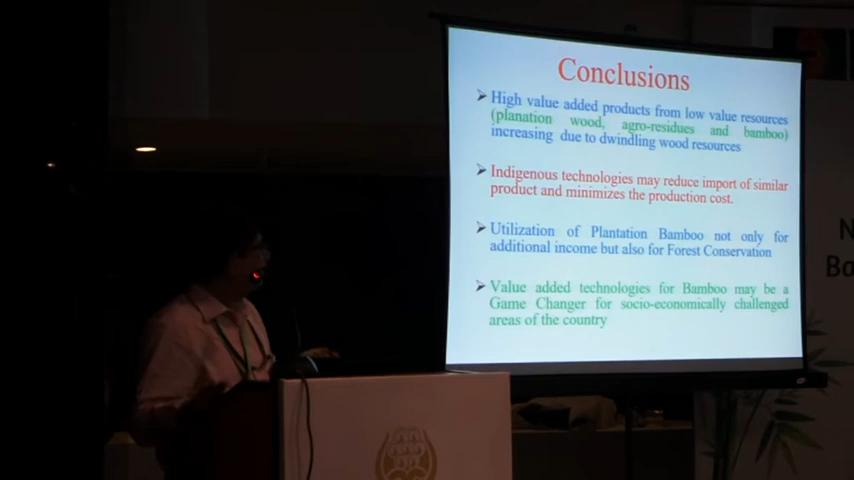 Conclusions
➤ High value added products from low value resources
(planation wood, agro-residues and bamboo)
increasing due to dwindling wood resources
➤ Indigenous technologies may reduce import of similar
product and minimizes the production cost.
➤ Utilization of Plantation Bamboo not only for
additional income but also for Forest Conservation
➤ Value added technologies for Bamboo may be a
Game Changer for socio-economically challenged
areas of the country